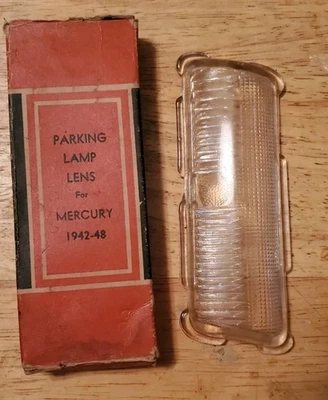 PARKING
LAMP
LENS
For
MERCURY
1942-48